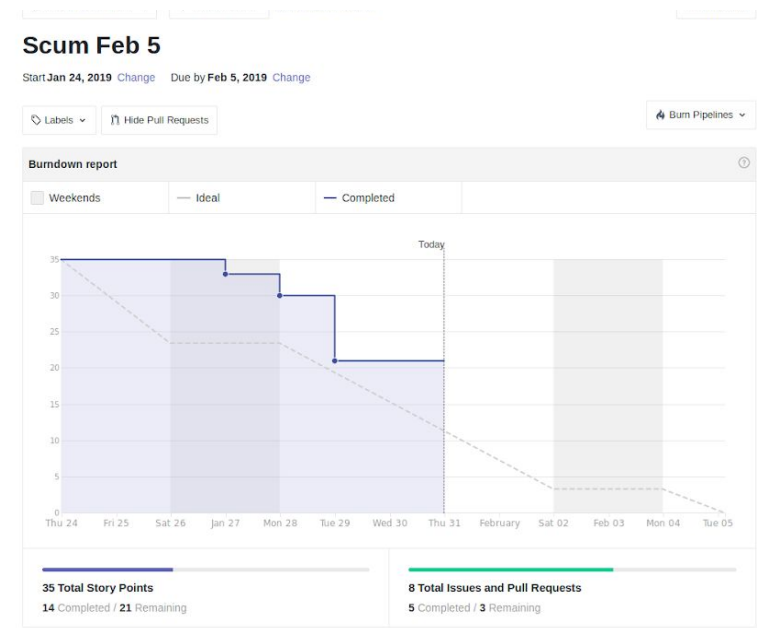 Scum Feb 5
Start Jan 24, 2019 Change Due by Feb 5, 2019 Change
Labels Hide Pull Requests Burn Pipelines
Burndown report
Weekends Ideal Completed
Today
35
30
25
20
15
10
5
0
Thu 24 Fri 25 Sat 26 Jan 27 Mon 28 Tue 29 Wed 30 Thu 31 February Sat 02 Feb 03 Mon 04 Tue 05
35 Total Story Points
14 Completed / 21 Remaining
8 Total Issues and Pull Requests
5 Completed / 3 Remaining